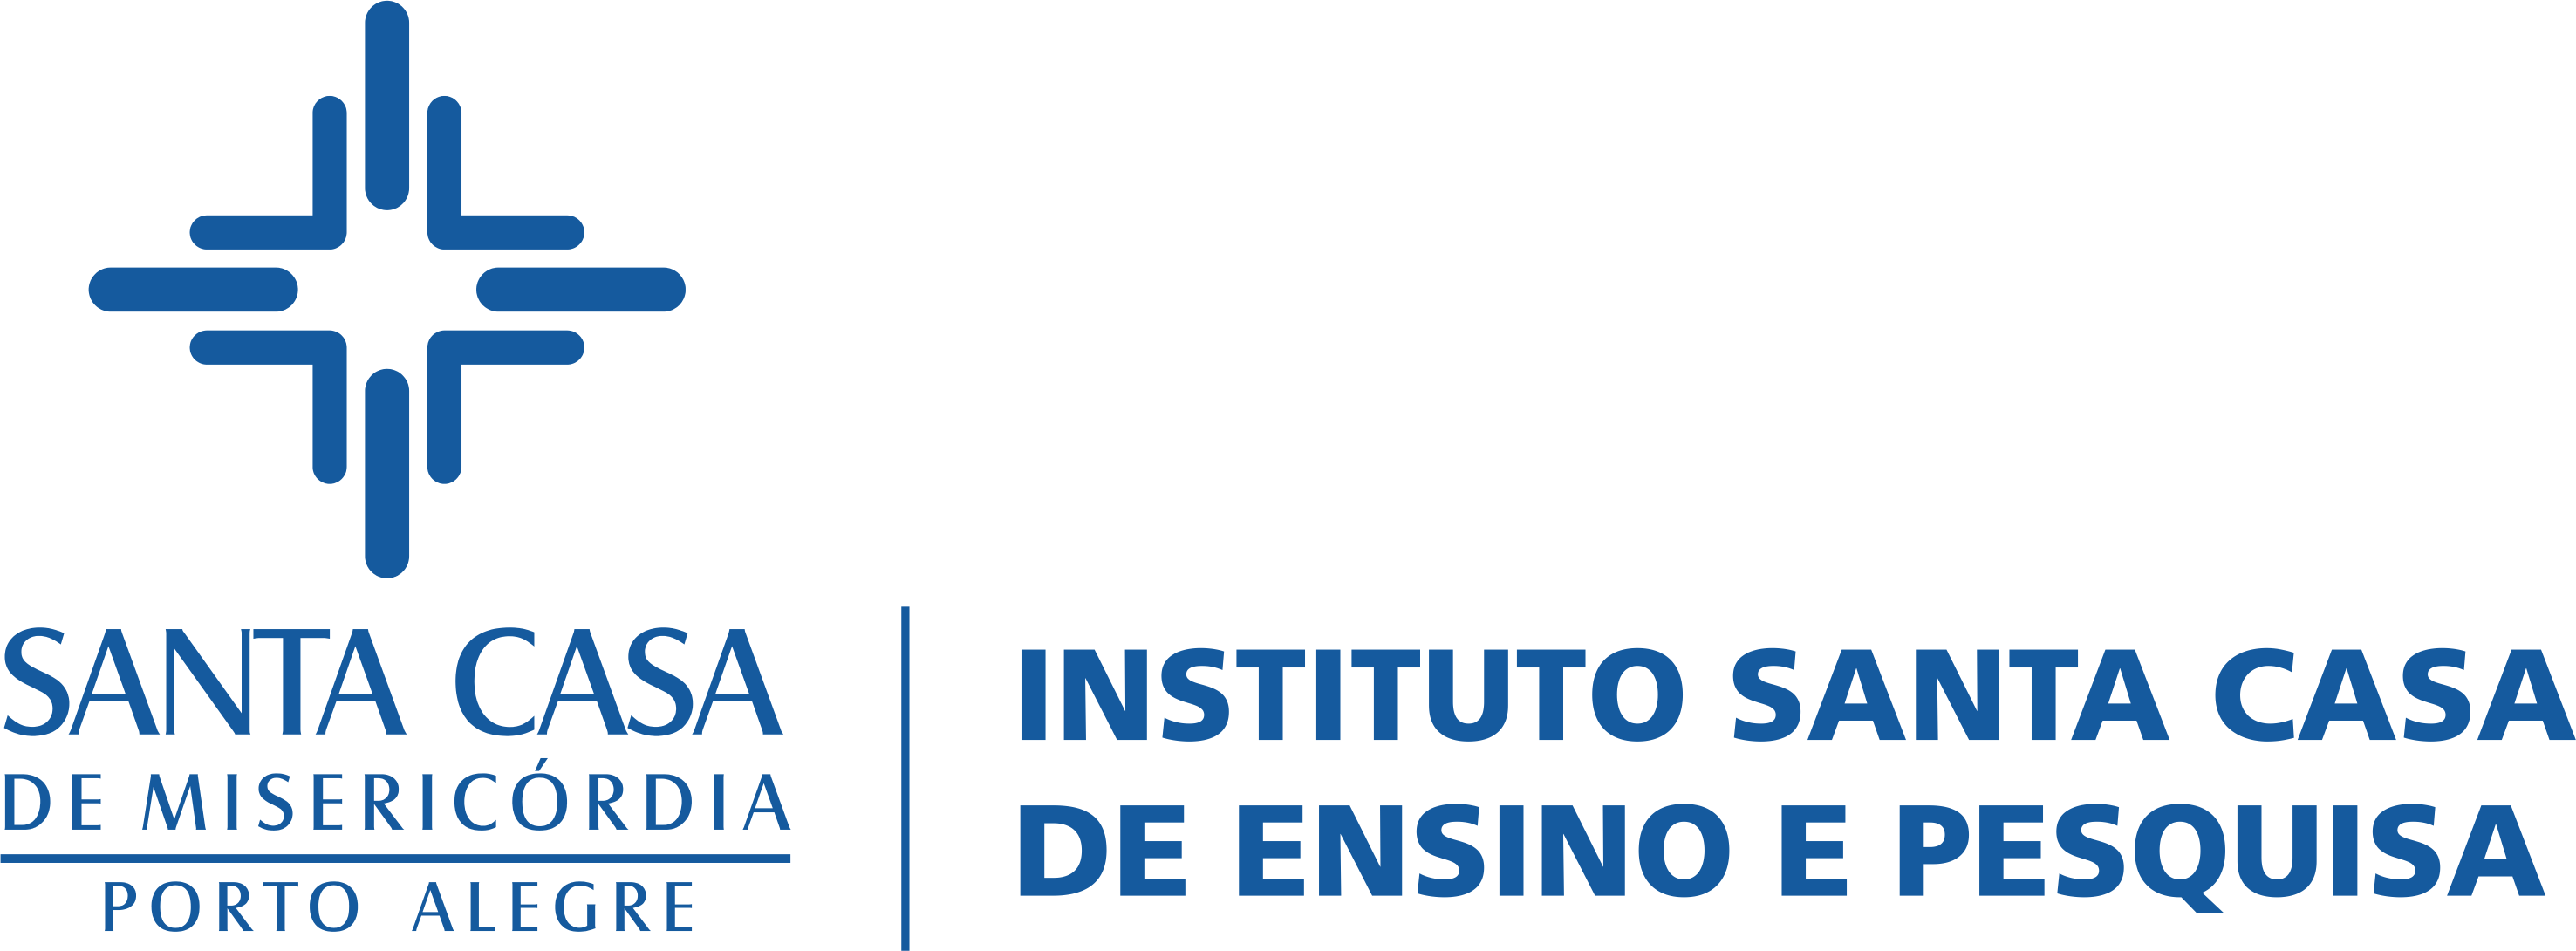 SANTA CASA
DE MISERICÓRDIA
PORTO ALEGRE
INSTITUTO SANTA CASA
DE ENSINO E PESQUISA